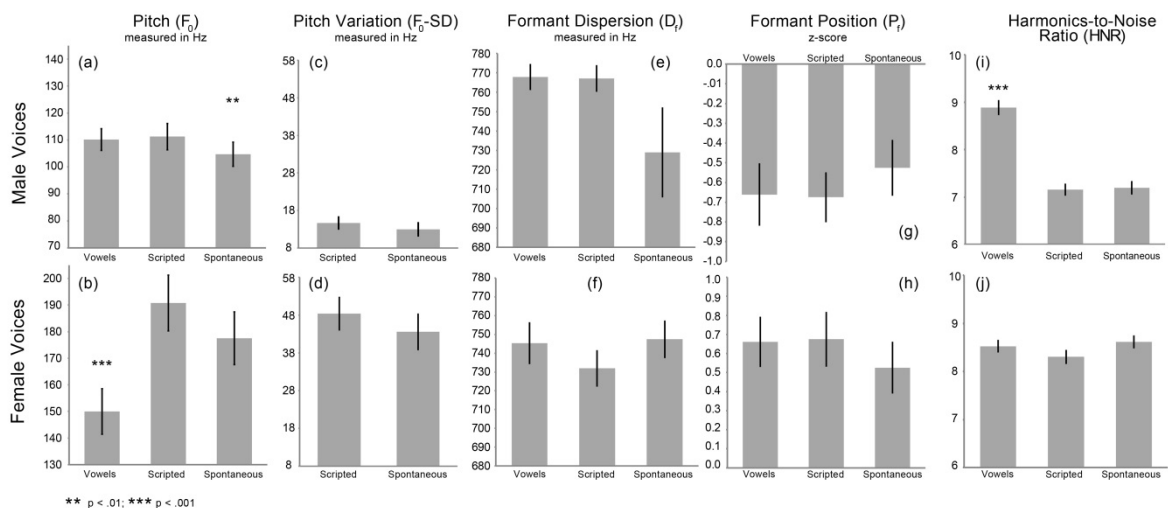 Pitch (F0)
measured in Hz
Pitch Variation (F0-SD)
measured in Hz
Formant Dispersion (Df)
measured in Hz
Formant Position (Pf)
z-score
Harmonics-to-Noise
Ratio (HNR)
Male Voices
(a)
140
130
120
110
100
90
80
70
**
Vowels Scripted Spontaneous
(c)
58
48
38
28
18
8
Scripted Spontaneous
(e)
780
770
760
750
740
730
720
710
700
690
680
Vowels Scripted Spontaneous
Vowels Scripted Spontaneous
0.0
-0.1
-0.2
-0.3
-0.4
-0.5
-0.6
-0.7
-0.8
-0.9
-1.0
(g)
(i)
10
9
8
7
6
***
Vowels Scripted Spontaneous
Female Voices
(b)
200
190
180
170
160
150
140
130
***
Vowels Scripted Spontaneous
(d)
58
48
38
28
18
8
Scripted Spontaneous
(f)
780
770
760
750
745
730
725
710
700
690
680
Vowels Scripted Spontaneous
(h)
1.0
0.9
0.8
0.7
0.6
0.5
0.4
0.3
0.2
0.1
0.0
Vowels Scripted Spontaneous
(j)
10
9
8
7
6
Vowels Scripted Spontaneous
** p < .01; *** p < .001